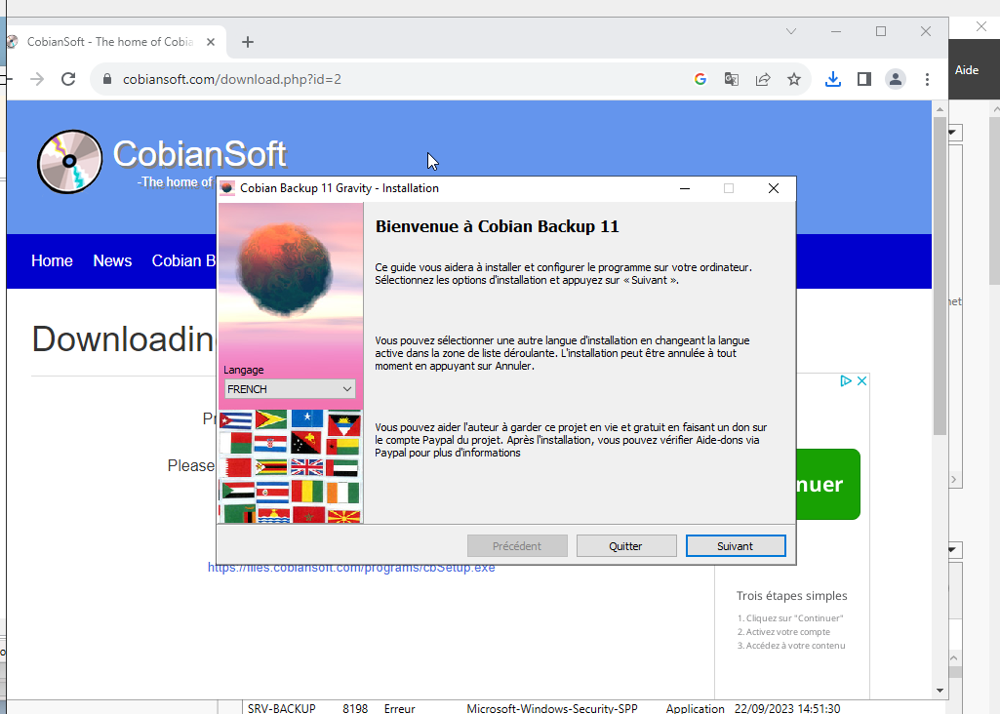 CobianSoft - The home of Cobia
Aide
cobiansoft.com/download.php?id=2
CobianSoft
-The home of
Home News Cobian B
Downloadin
Please
https://files.cobiansoft.com/programs/cbSetup.exe
Cobian Backup 11 Gravity - Installation
Bienvenue à Cobian Backup 11
Ce guide vous aidera à installer et configurer le programme sur votre ordinateur.
Sélectionnez les options d'installation et appuyez sur « Suivant ».
Vous pouvez sélectionner une autre langue d'installation en changeant la langue
active dans la zone de liste déroulante. L'installation peut être annulée à tout
moment en appuyant sur Annuler.
Langage
FRENCH
Vous pouvez aider l'auteur à garder ce projet en vie et gratuit en faisant un don sur
le compte Paypal du projet. Après l'installation, vous pouvez vérifier Aide-dons via
Paypal pour plus d'informations
Précédent Quitter Suivant
nuer
net
Trois étapes simples
1. Cliquez sur "Continuer"
2. Activez votre compte
3. Accédez à votre contenu
SRV-BACKUP 8198 Erreur Microsoft-Windows-Security-SPP Application 22/09/2023 14:51:30